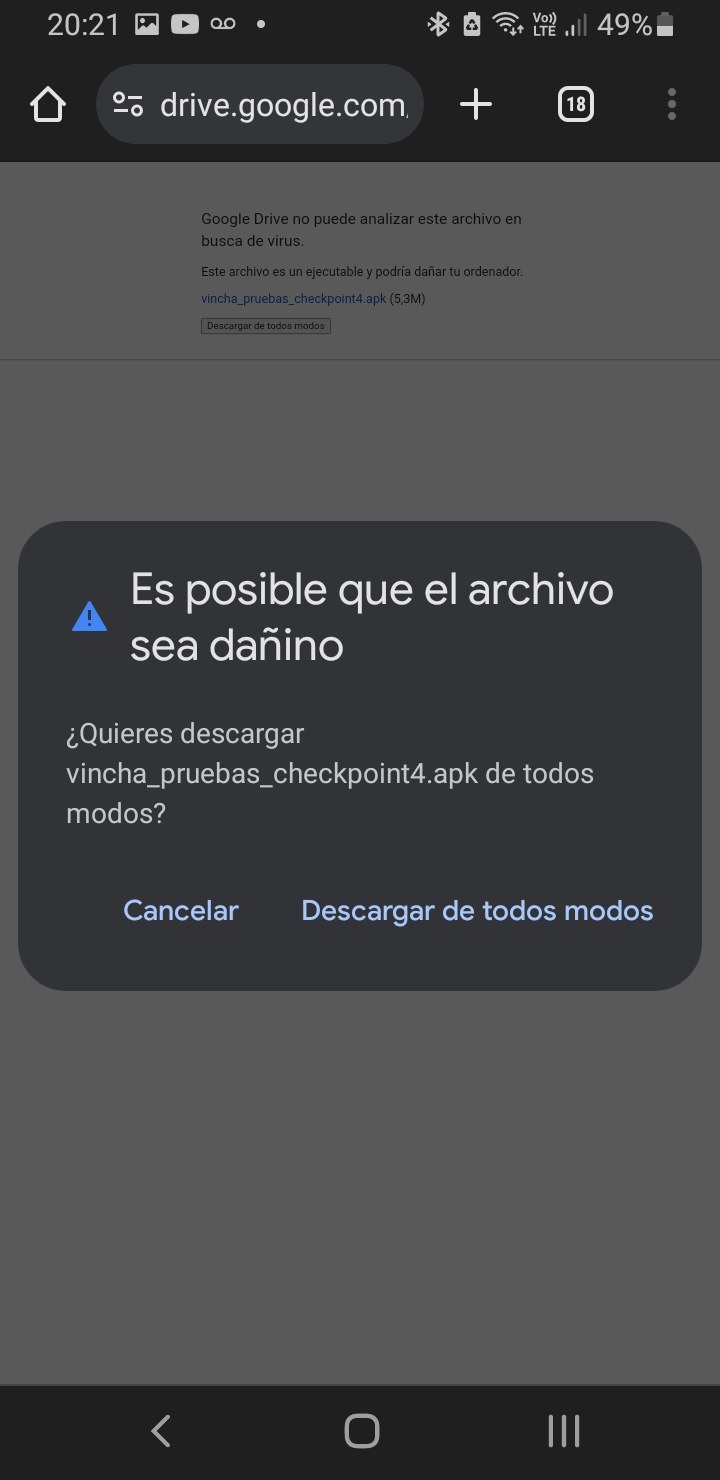 20:21
Vo))
LTE
49%
drive.google.com/
18
Google Drive no puede analizar este archivo en
busca de virus.
Este archivo es un ejecutable y podría dañar tu ordenador.
vincha_pruebas_checkpoint4.apk (5,3M)
Descargar de todos modos
Es posible que el archivo
sea dañino
¿Quieres descargar
vincha_pruebas_checkpoint4.apk de todos
modos?
Cancelar
Descargar de todos modos